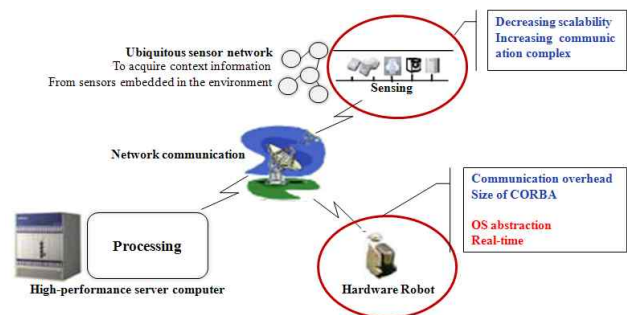 Decreasing scalability
Increasing communic
ation complex
Ubiquitous sensor network
To acquire context information
From sensors embedded in the environment
Sensing
Network communication
Communication overhead
Size of CORBA
OS abstraction
Real-time
Processing
High-performance server computer
Hardware Robot